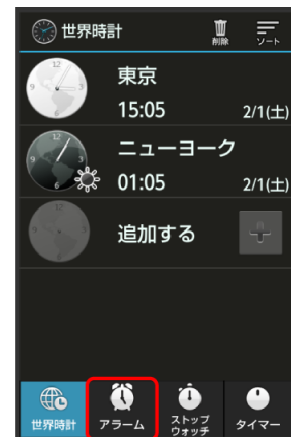 世界時計
削除
ソート
東京
15:05
2/1(土)
ニューヨーク
01:05
2/1(土)
追加する
世界時計
アラーム
ストップ
ウォッチ
タイマー